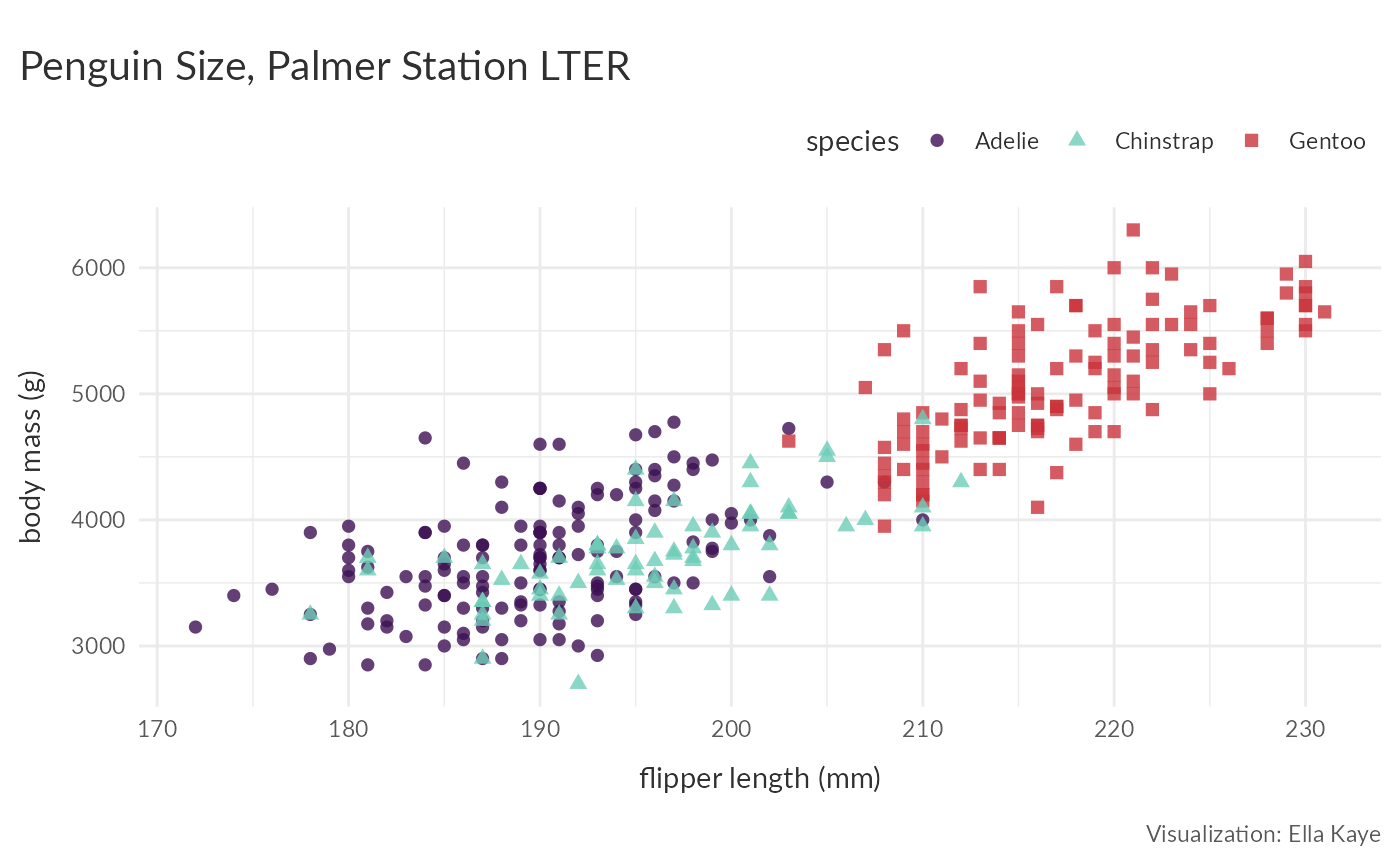 Penguin Size, Palmer Station LTER
species Adelie Chinstrap Gentoo
body mass (g)
6000
5000
4000
3000
170 180 190 200 210 220 230
flipper length (mm)
Visualization: Ella Kaye